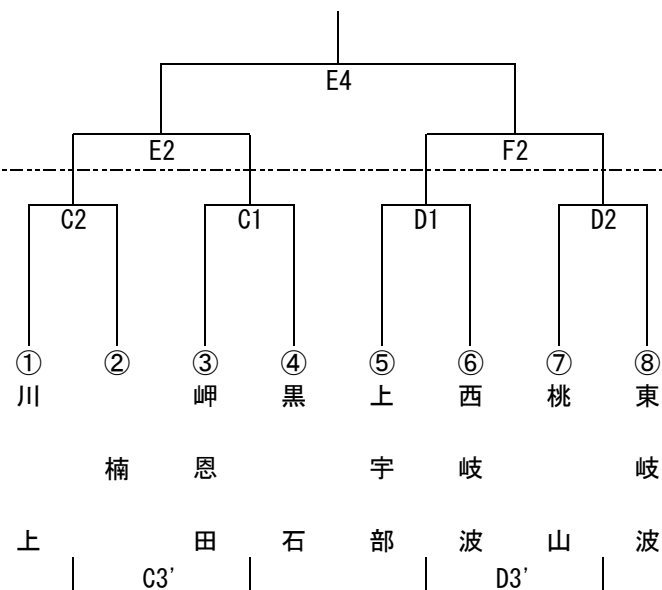 E4
E2 F2
C2 C1 D1 D2
① ② ③ ④ ⑤ ⑥ ⑦ ⑧
川上
楠
岬恩田
黒石
上宇部
西岐波
桃山
東岐波
C3' D3'